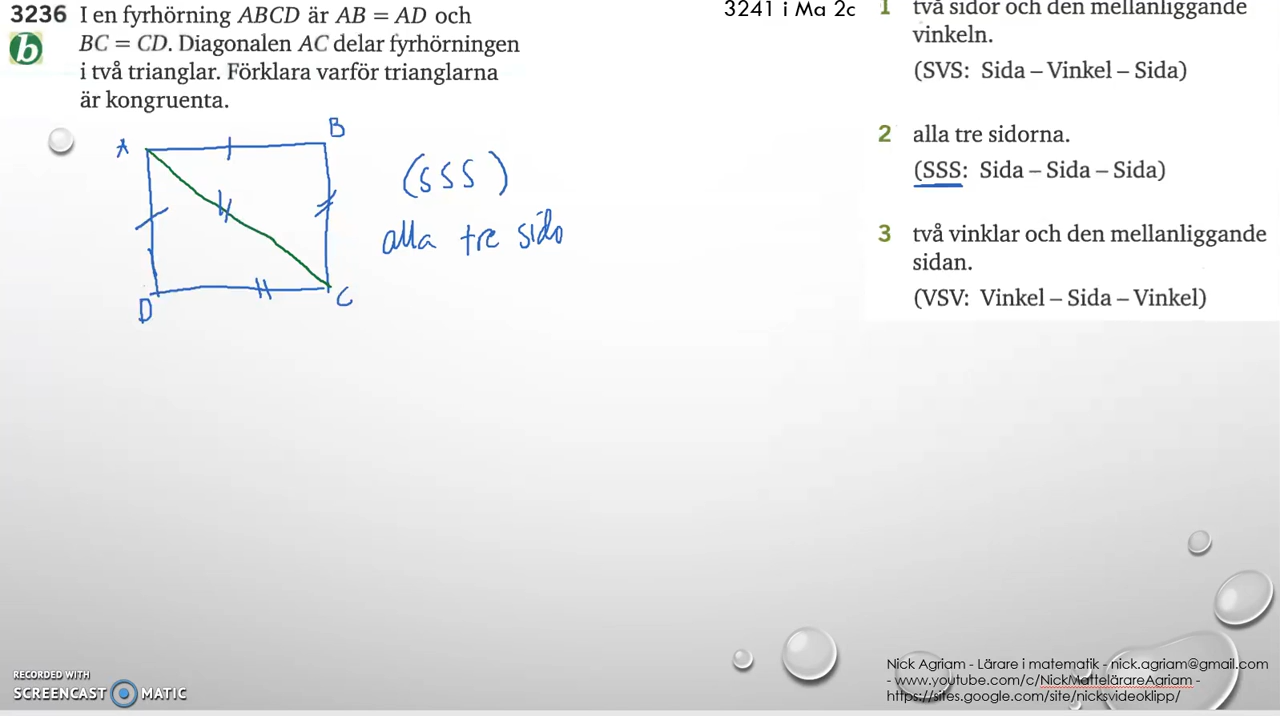 3236 I en fyrhörning ABCD är AB = AD och
b BC = CD. Diagonalen AC delar fyrhörningen
i två trianglar. Förklara varför trianglarna
är kongruenta.
A
B
D
C
(SSS)
alla tre sido
3241 i Ma 2c
1 två sidor och den mellanliggande
vinkeln.
(SVS: Sida – Vinkel – Sida)
2 alla tre sidorna.
(SSS: Sida – Sida – Sida)
3 två vinklar och den mellanliggande
sidan.
(VSV: Vinkel – Sida – Vinkel)
RECORDED WITH
SCREENCAST MATIC
Nick Agriam - Lärare i matematik - nick.agriam@gmail.com
- www.youtube.com/c/NickMattelärareAgriam -
https://sites.google.com/site/nicksvideoklipp/